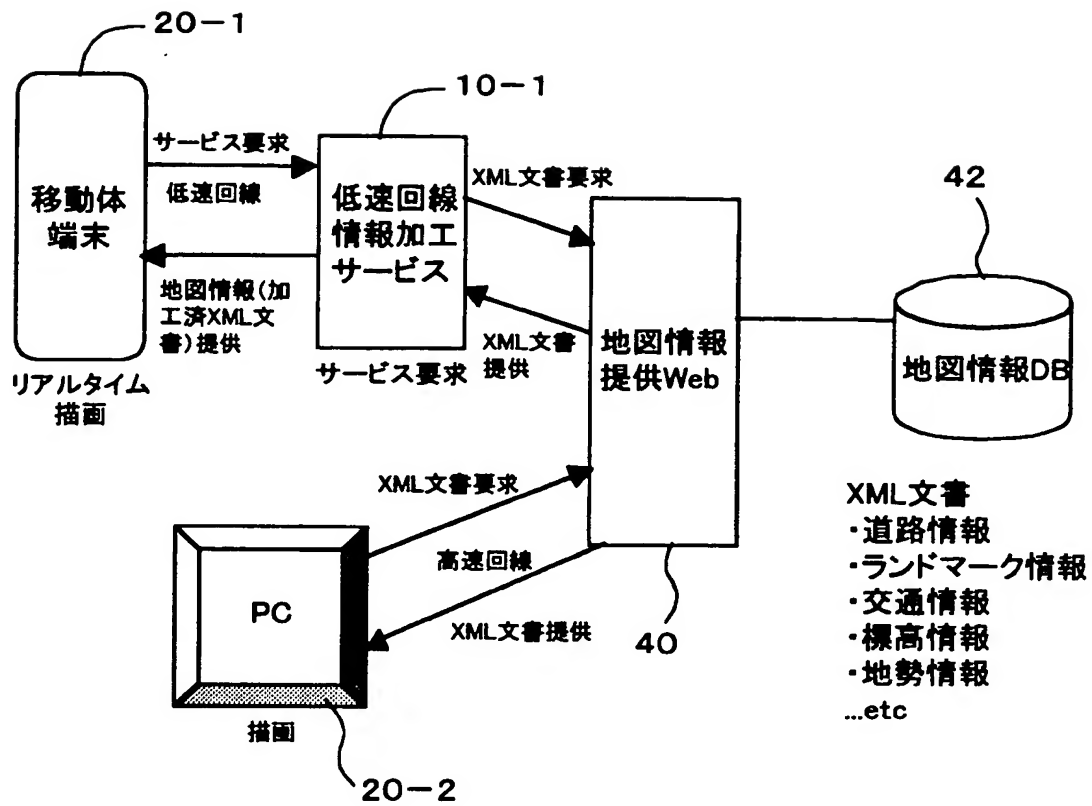 20-1
10-1
サービス要求
低速回線
移動体
端末
地図情報(加
工済XML文
書)提供
リアルタイム
描画
低速回線
情報加工
サービス
サービス要求
XML文書要求
XML文書
提供
地図情報
提供Web
42
地図情報DB
XML文書要求
高速回線
XML文書提供
40
PC
描画
20-2
XML文書
・道路情報
・ランドマーク情報
・交通情報
・標高情報
・地勢情報
...etc